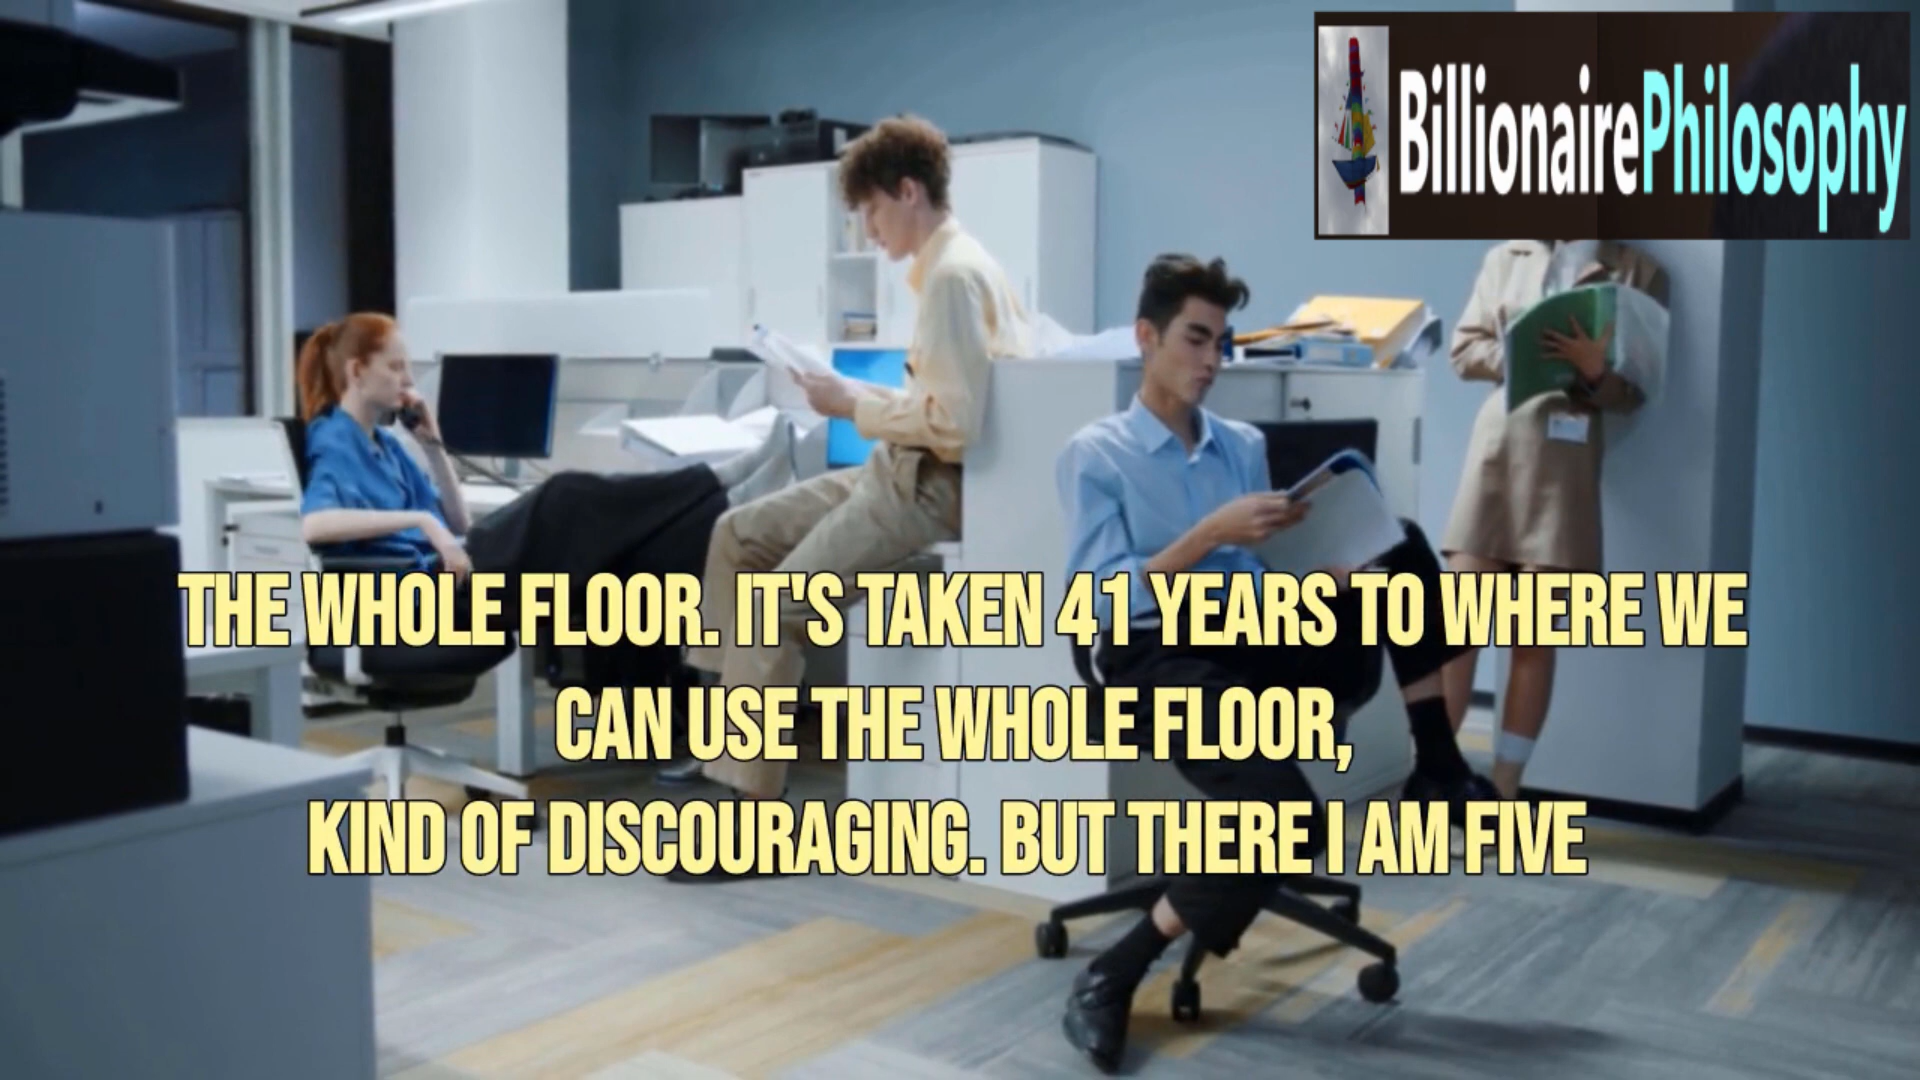 BillionairePhilosophy
THE WHOLE FLOOR. IT'S TAKEN 41 YEARS TO WHERE WE
CAN USE THE WHOLE FLOOR,
KIND OF DISCOURAGING. BUT THERE I AM FIVE